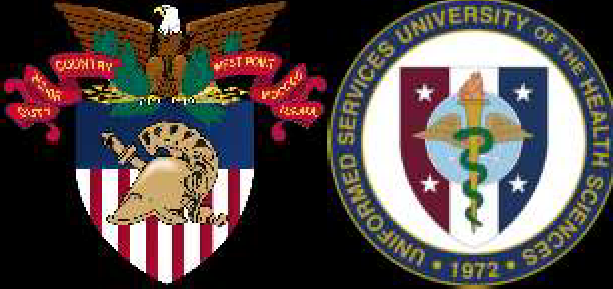 DUTY
HONOR
COUNTRY
WEST POINT
MDCCCII
USMA
UNIFORMED SERVICES UNIVERSITY OF THE HEALTH SCIENCES
• 1972 •